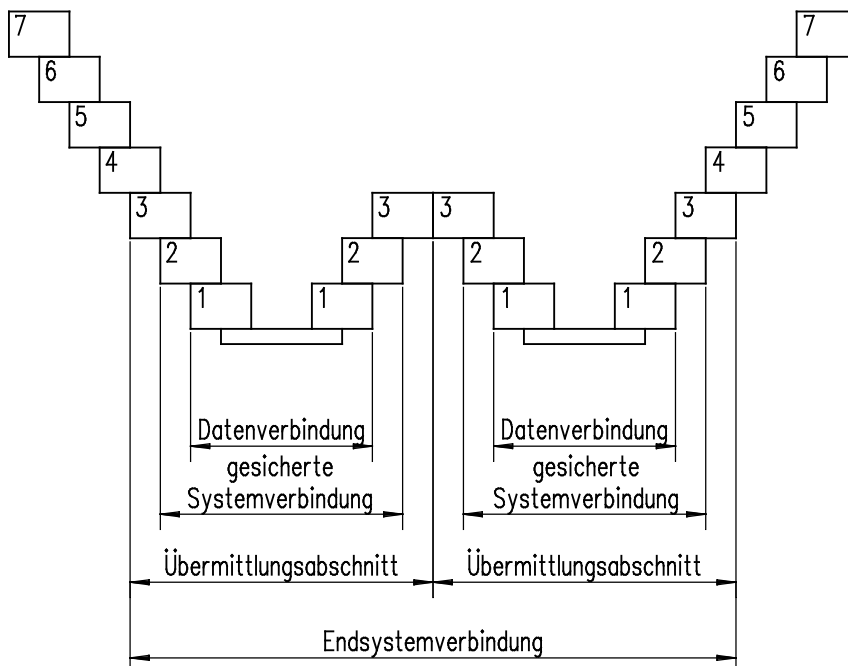 7 7
6 6
5 5
4 4
3 3 3 3
2 2 2 2
1 1 1 1
Datenverbindung Datenverbindung
gesicherte gesicherte
Systemverbindung Systemverbindung
Übermittlungsabschnitt Übermittlungsabschnitt
Endsystemverbindung